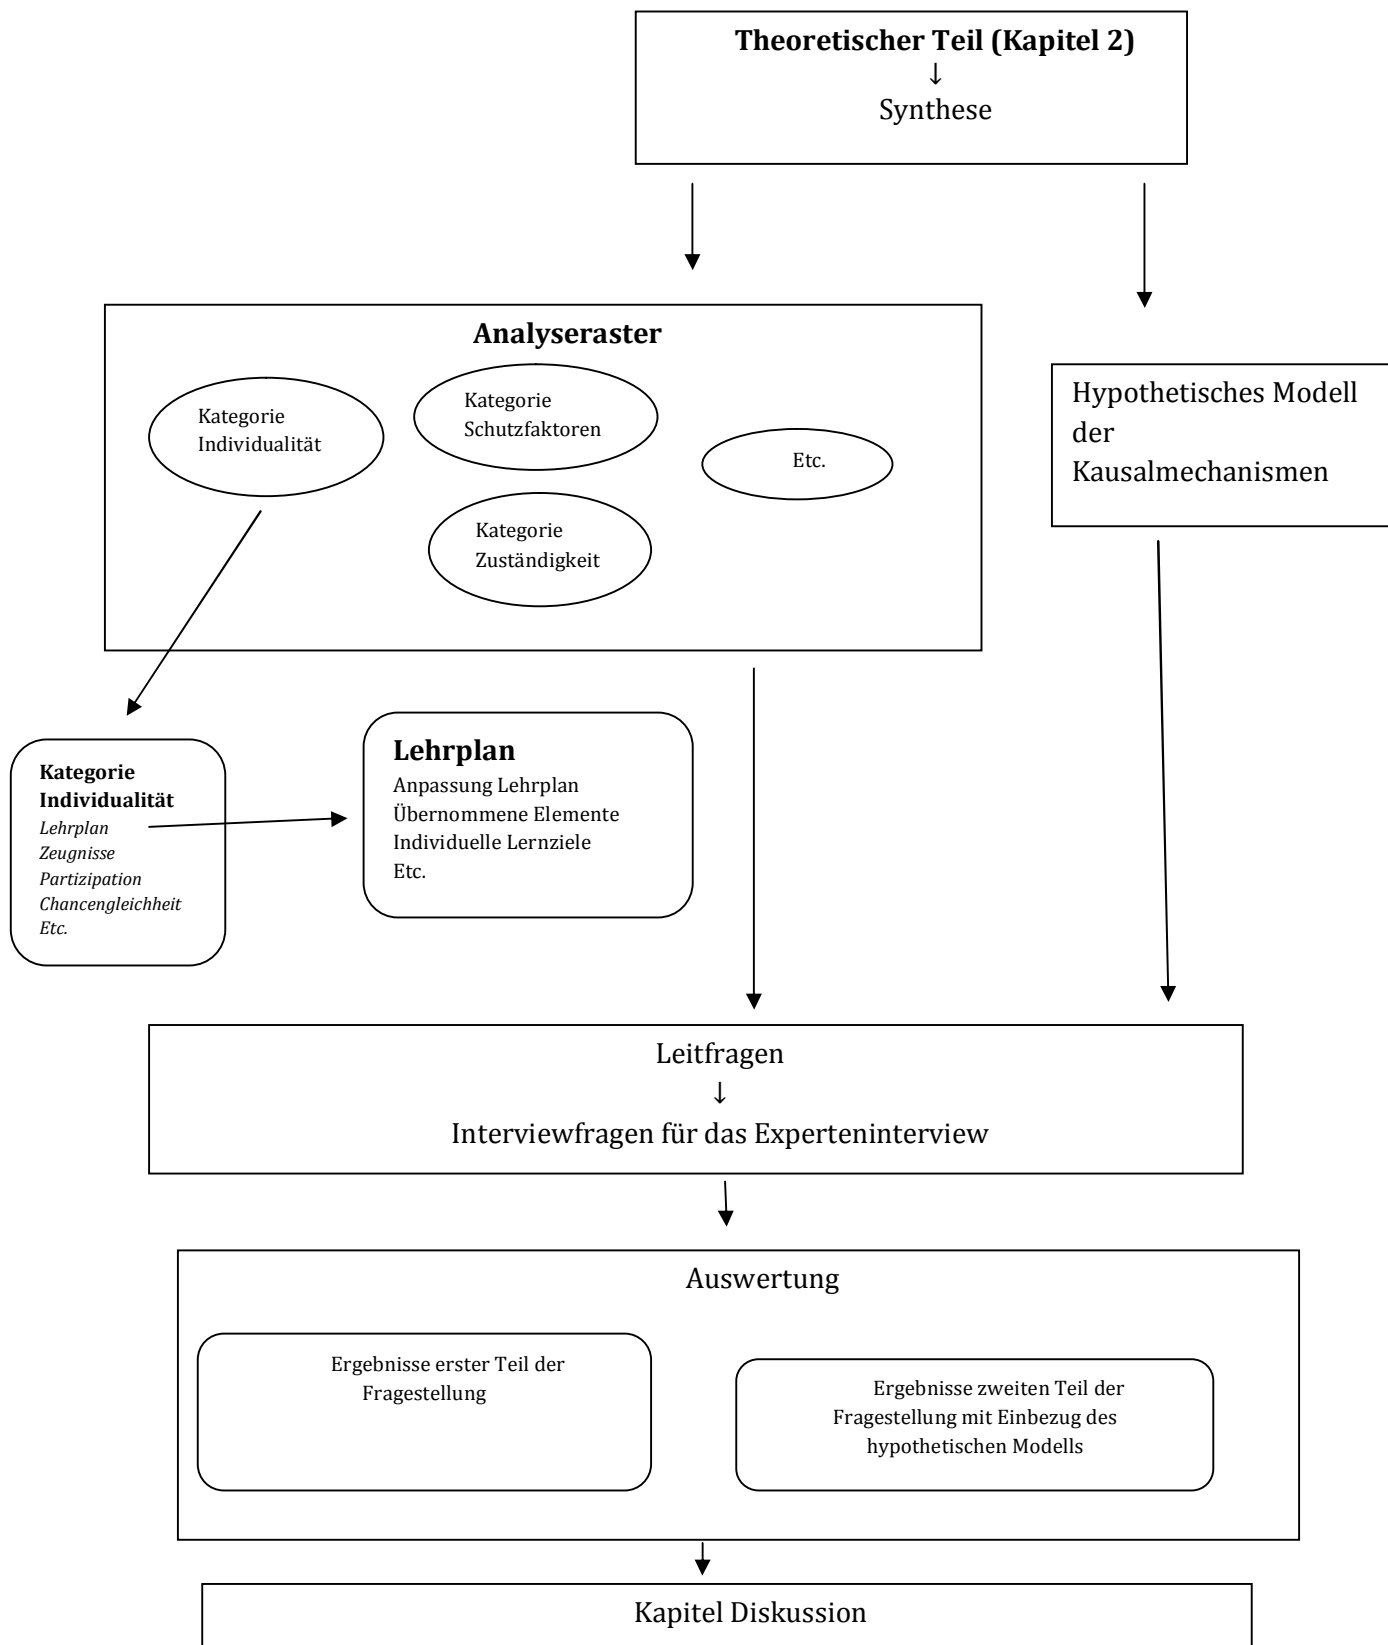 Theoretischer Teil (Kapitel 2)
↓
Synthese
Analyseraster
Kategorie
Individualität
Kategorie
Schutzfaktoren
Etc.
Kategorie
Zuständigkeit
Hypothetisches Modell
der
Kausalmechanismen
Kategorie
Individualität
Lehrplan
Zeugnisse
Partizipation
Chancengleichheit
Etc.
Lehrplan
Anpassung Lehrplan
Übernommene Elemente
Individuelle Lernziele
Etc.
Leitfragen
↓
Interviewfragen für das Experteninterview
Auswertung
Ergebnisse erster Teil der
Fragestellung
Ergebnisse zweiten Teil der
Fragestellung mit Einbezug des
hypothetischen Modells
Kapitel Diskussion